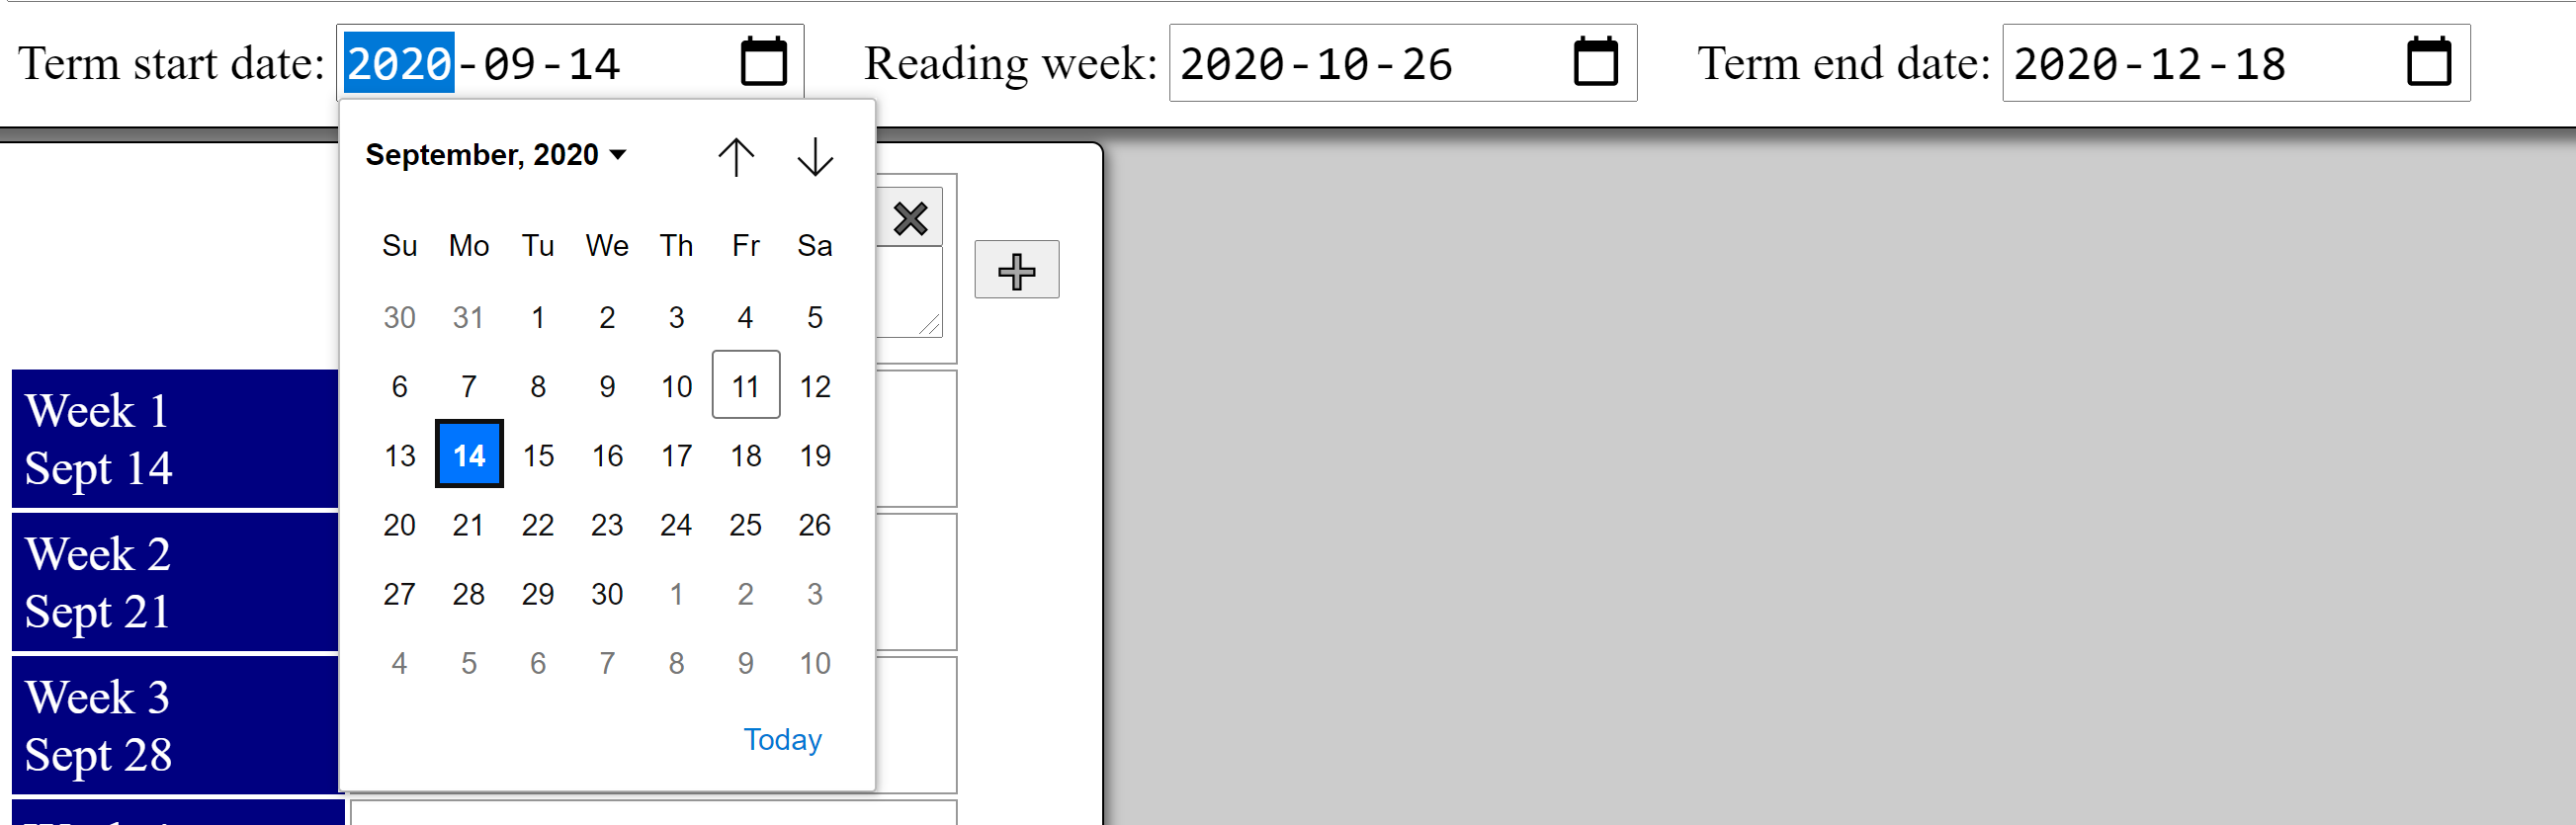 Term start date: 2020-09-14 Reading week: 2020-10-26 Term end date: 2020-12-18
September, 2020
Su Mo Tu We Th Fr Sa
30 31 1 2 3 4 5
6 7 8 9 10 11 12
13 14 15 16 17 18 19
20 21 22 23 24 25 26
27 28 29 30 1 2 3
4 5 6 7 8 9 10
Today
Week 1
Sept 14
Week 2
Sept 21
Week 3
Sept 28